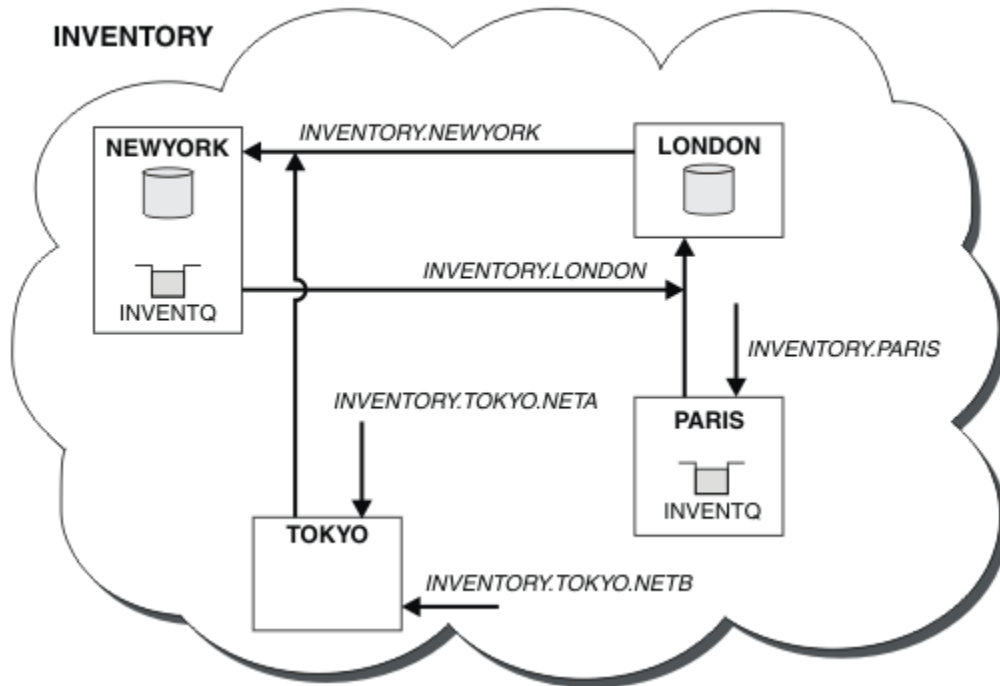 INVENTORY
INVENTORY.NEWYORK
NEWYORK
LONDON
INVENTORY.LONDON
INVENTQ
INVENTORY.PARIS
INVENTORY.TOKYO.NETA
PARIS
INVENTQ
TOKYO
INVENTORY.TOKYO.NETB